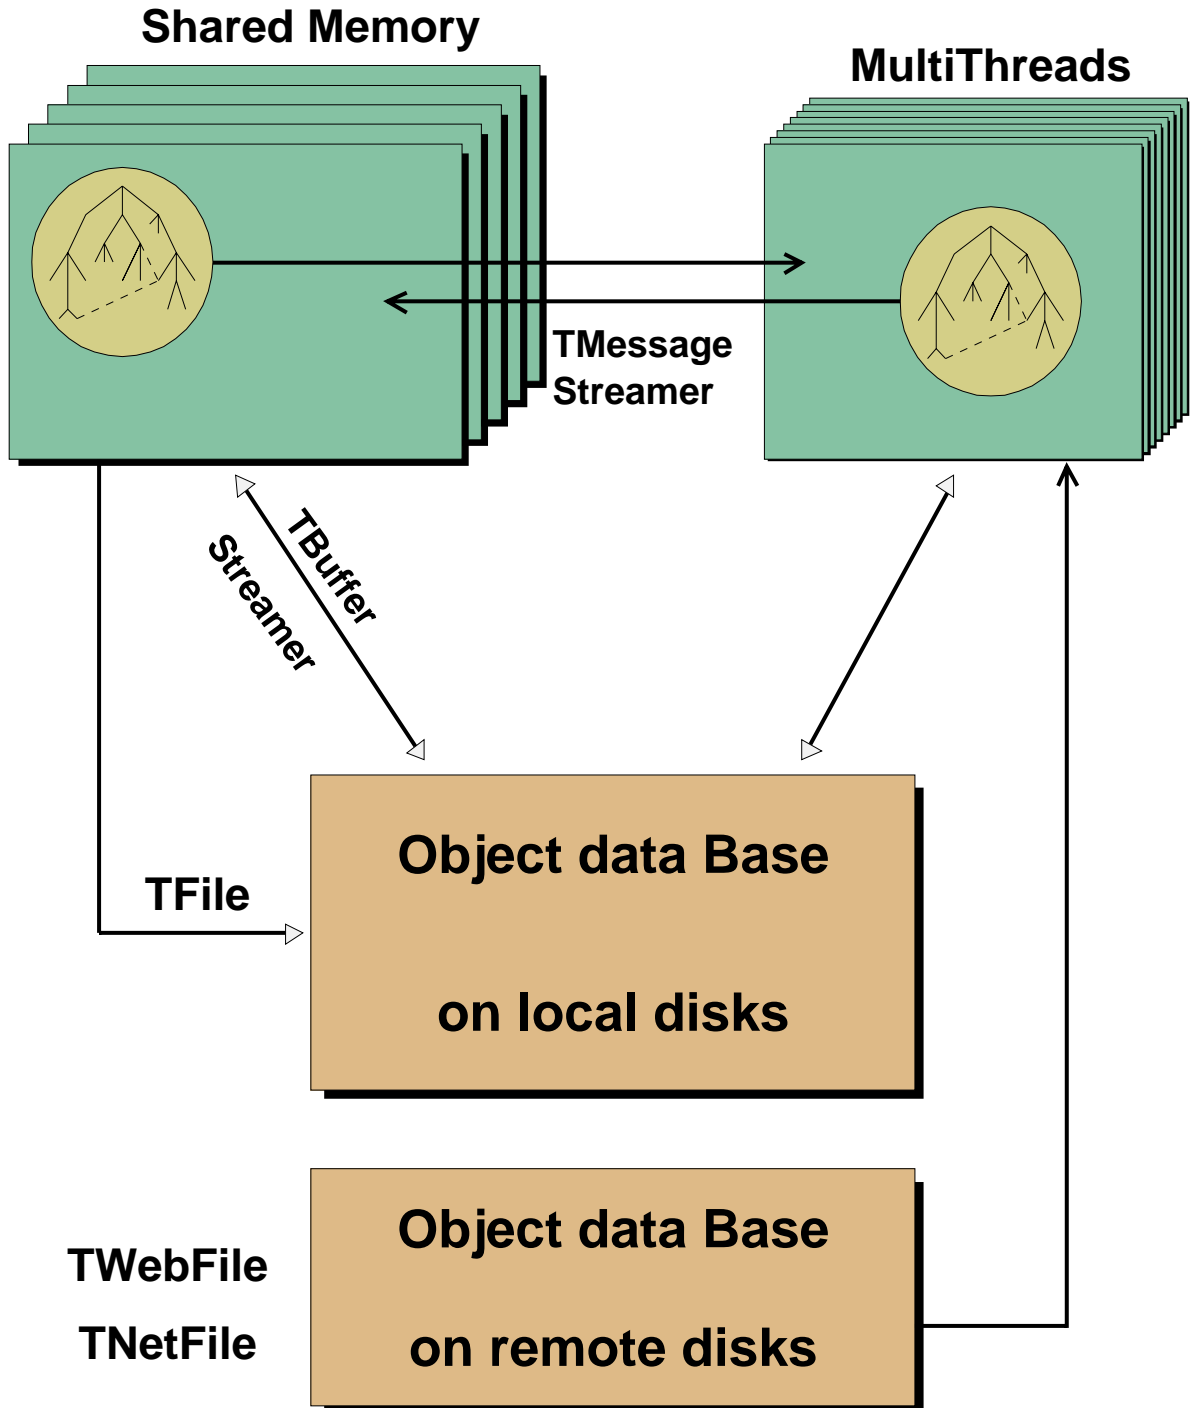 Shared Memory
MultiThreads
TMessage
Streamer
TBuffer
Streamer
Object data Base
TFile
on local disks
Object data Base
TWebFile
TNetFile
on remote disks